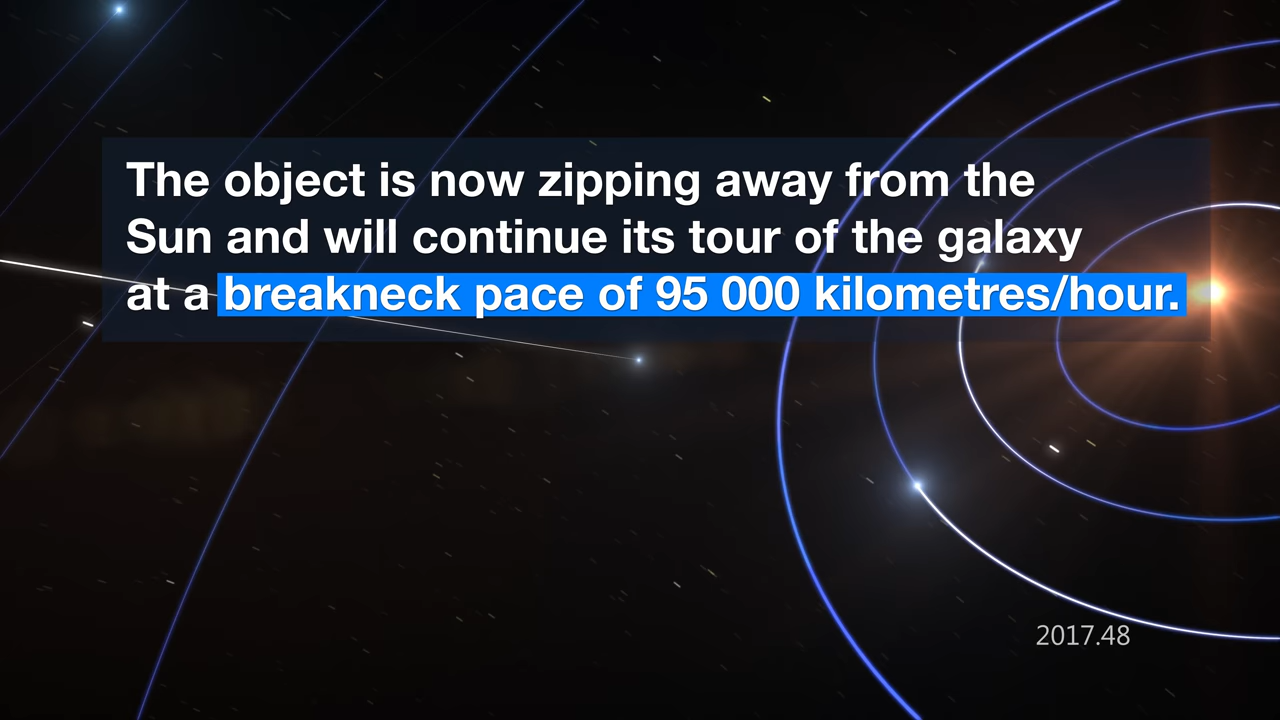 The object is now zipping away from the
Sun and will continue its tour of the galaxy
at a breakneck pace of 95 000 kilometres/hour.
2017.48